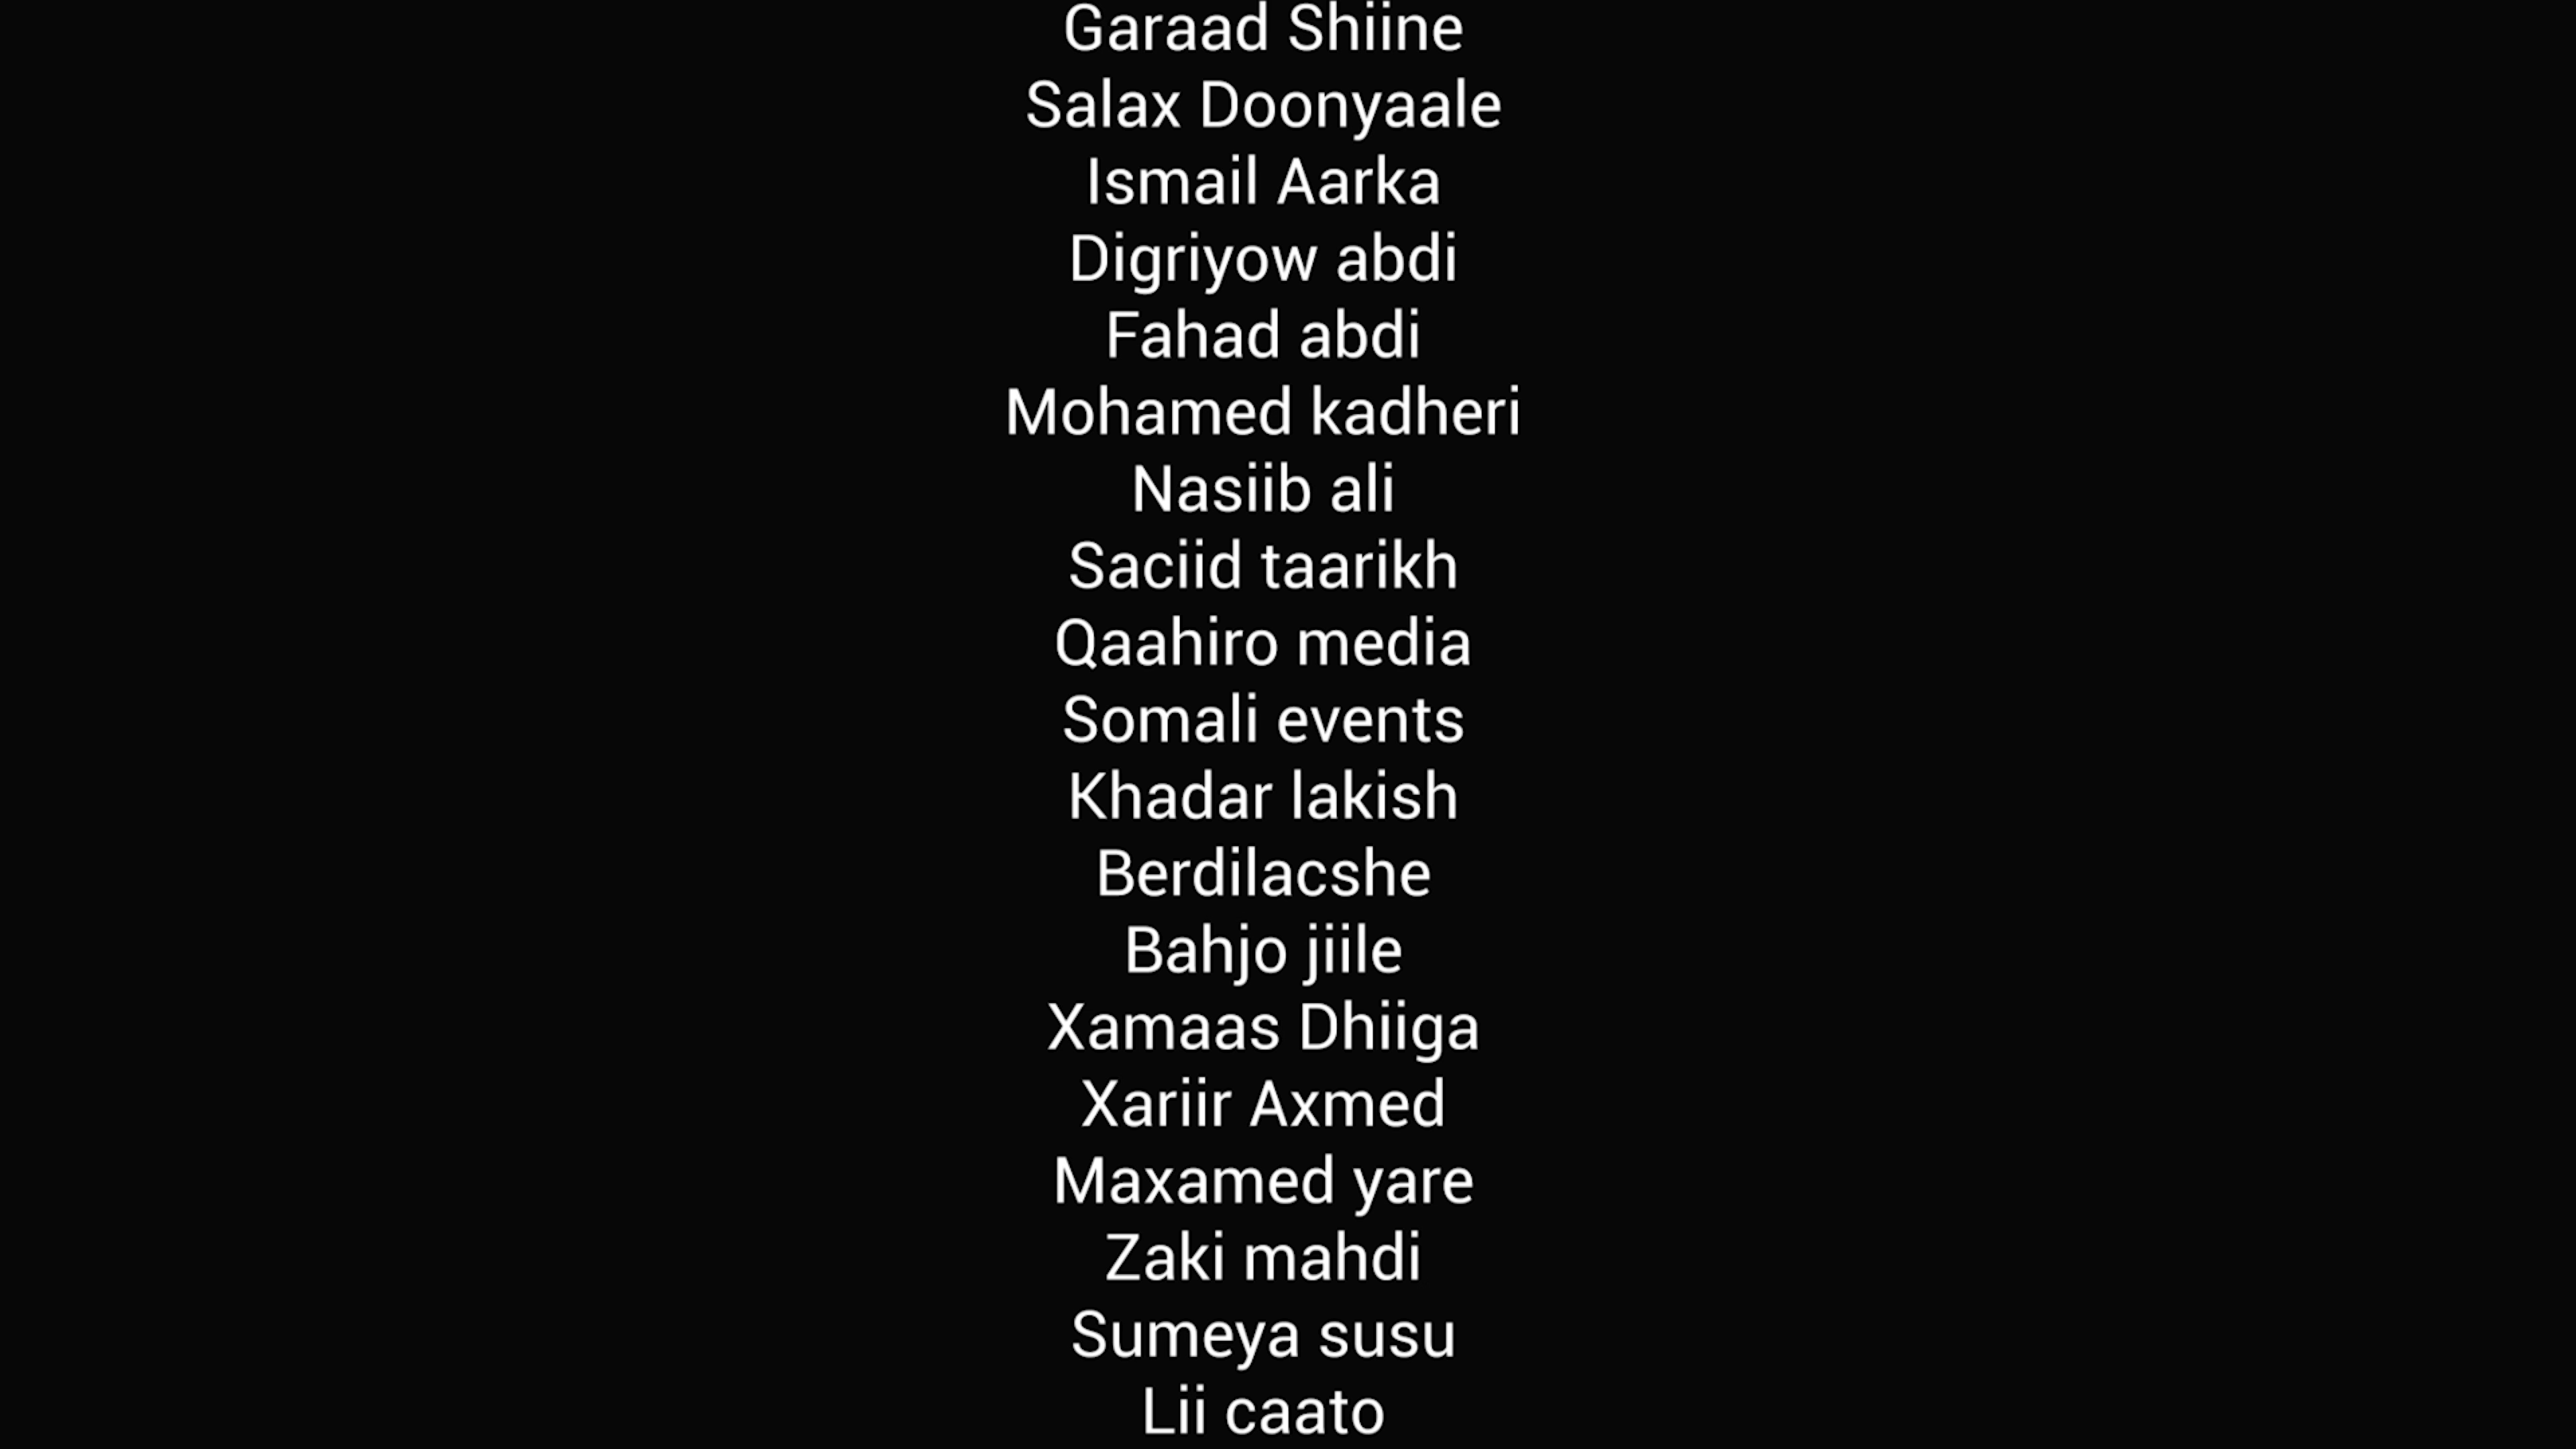 Garaad Shiine
Salax Doonyaale
Ismail Aarka
Digriyow abdi
Fahad abdi
Mohamed kadheri
Nasiib ali
Saciid taarikh
Qaahiro media
Somali events
Khadar lakish
Berdilacshe
Bahjo jiile
Xamaas Dhiiga
Xariir Axmed
Maxamed yare
Zaki mahdi
Sumeya susu
Lii caato